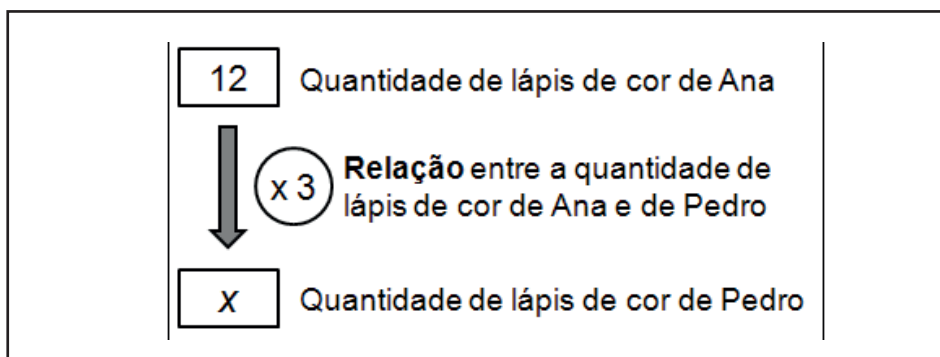 12 Quantidade de lápis de cor de Ana
x 3 Relação entre a quantidade de
lápis de cor de Ana e de Pedro
x Quantidade de lápis de cor de Pedro